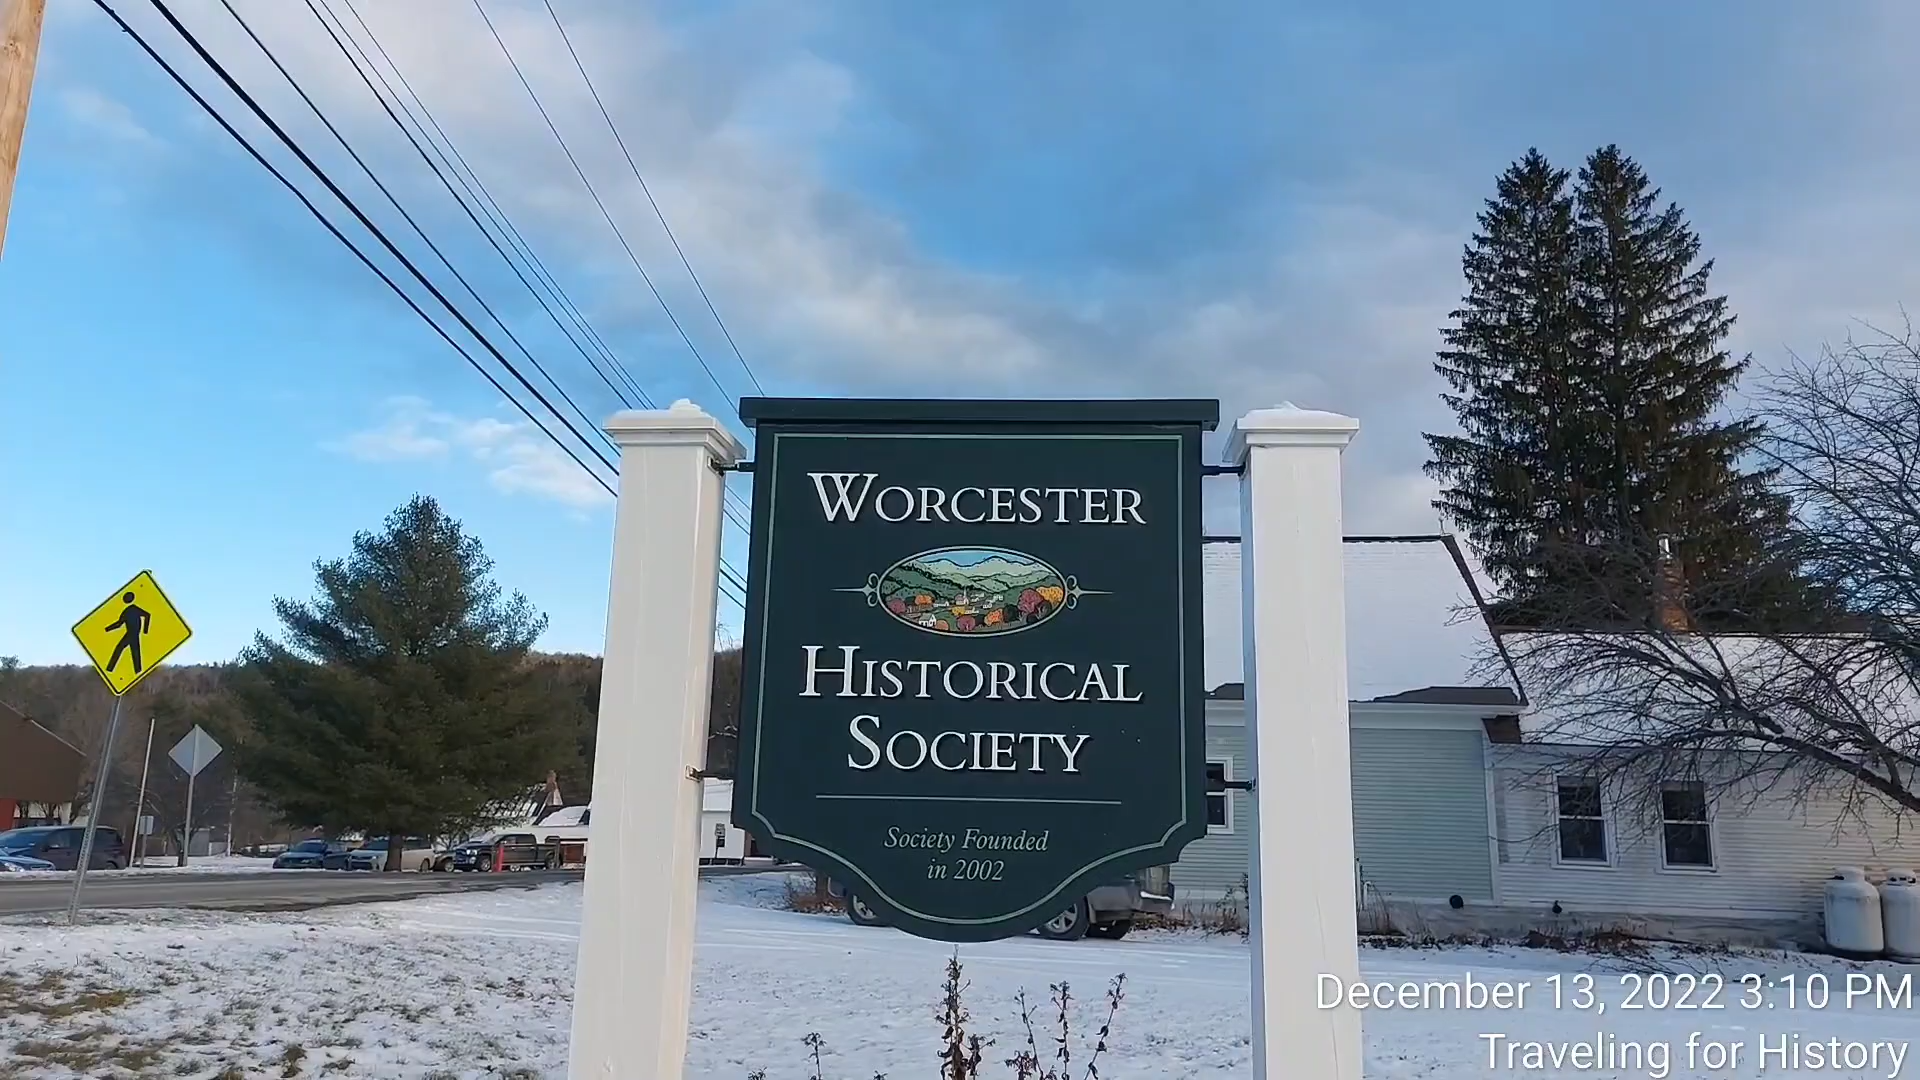 WORCESTER
HISTORICAL
SOCIETY
Society Founded
in 2002
December 13, 2022 3:10 PM
Traveling for History